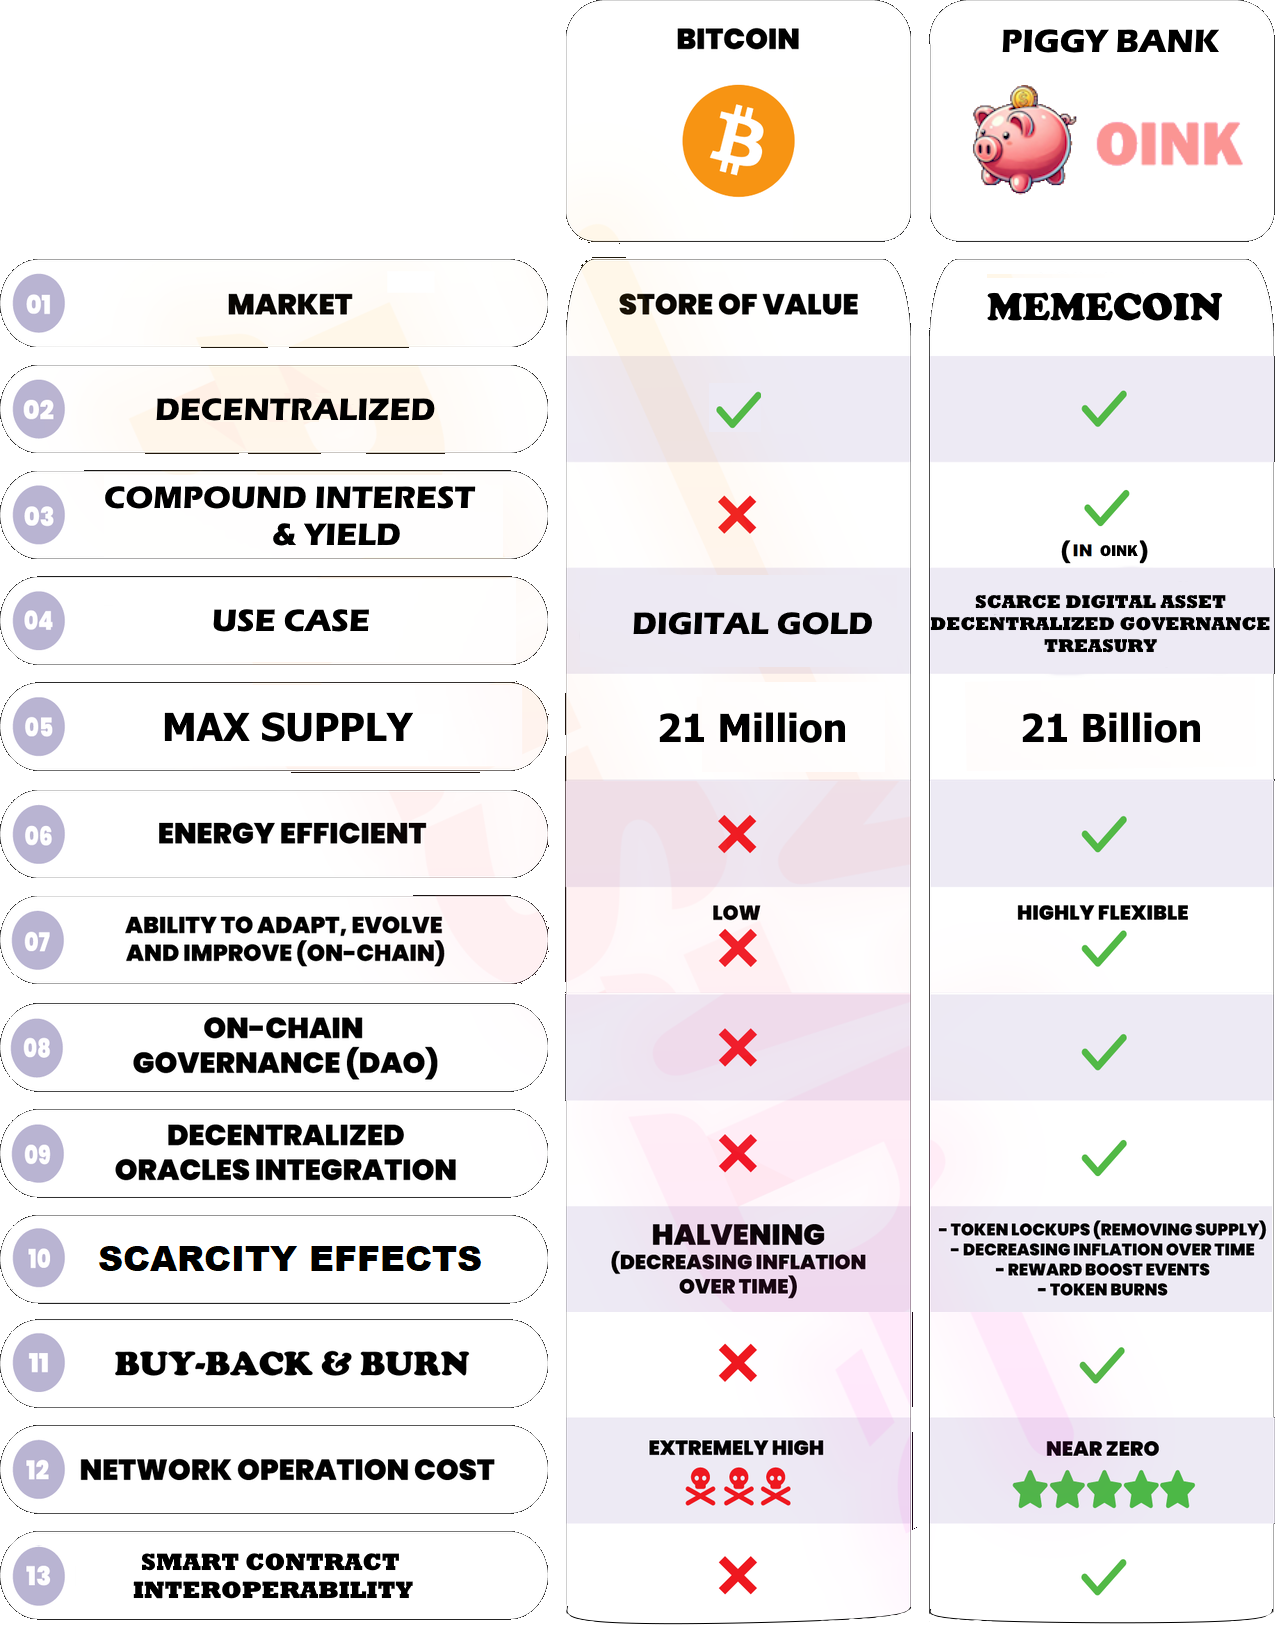 BITCOIN
PIGGY BANK
OINK
01
MARKET
STORE OF VALUE
MEMECOIN
02
DECENTRALIZED
03
COMPOUND INTEREST
& YIELD
(IN OINK)
04
USE CASE
DIGITAL GOLD
SCARCE DIGITAL ASSET
DECENTRALIZED GOVERNANCE
TREASURY
05
MAX SUPPLY
21 Million
21 Billion
06
ENERGY EFFICIENT
07
ABILITY TO ADAPT, EVOLVE
AND IMPROVE (ON-CHAIN)
LOW
HIGHLY FLEXIBLE
08
ON-CHAIN
GOVERNANCE (DAO)
09
DECENTRALIZED
ORACLES INTEGRATION
10
SCARCITY EFFECTS
HALVENING
(DECREASING INFLATION
OVER TIME)
- TOKEN LOCKUPS (REMOVING SUPPLY)
- DECREASING INFLATION OVER TIME
- REWARD BOOST EVENTS
- TOKEN BURNS
11
BUY-BACK & BURN
12
NETWORK OPERATION COST
EXTREMELY HIGH
NEAR ZERO
13
SMART CONTRACT
INTEROPERABILITY